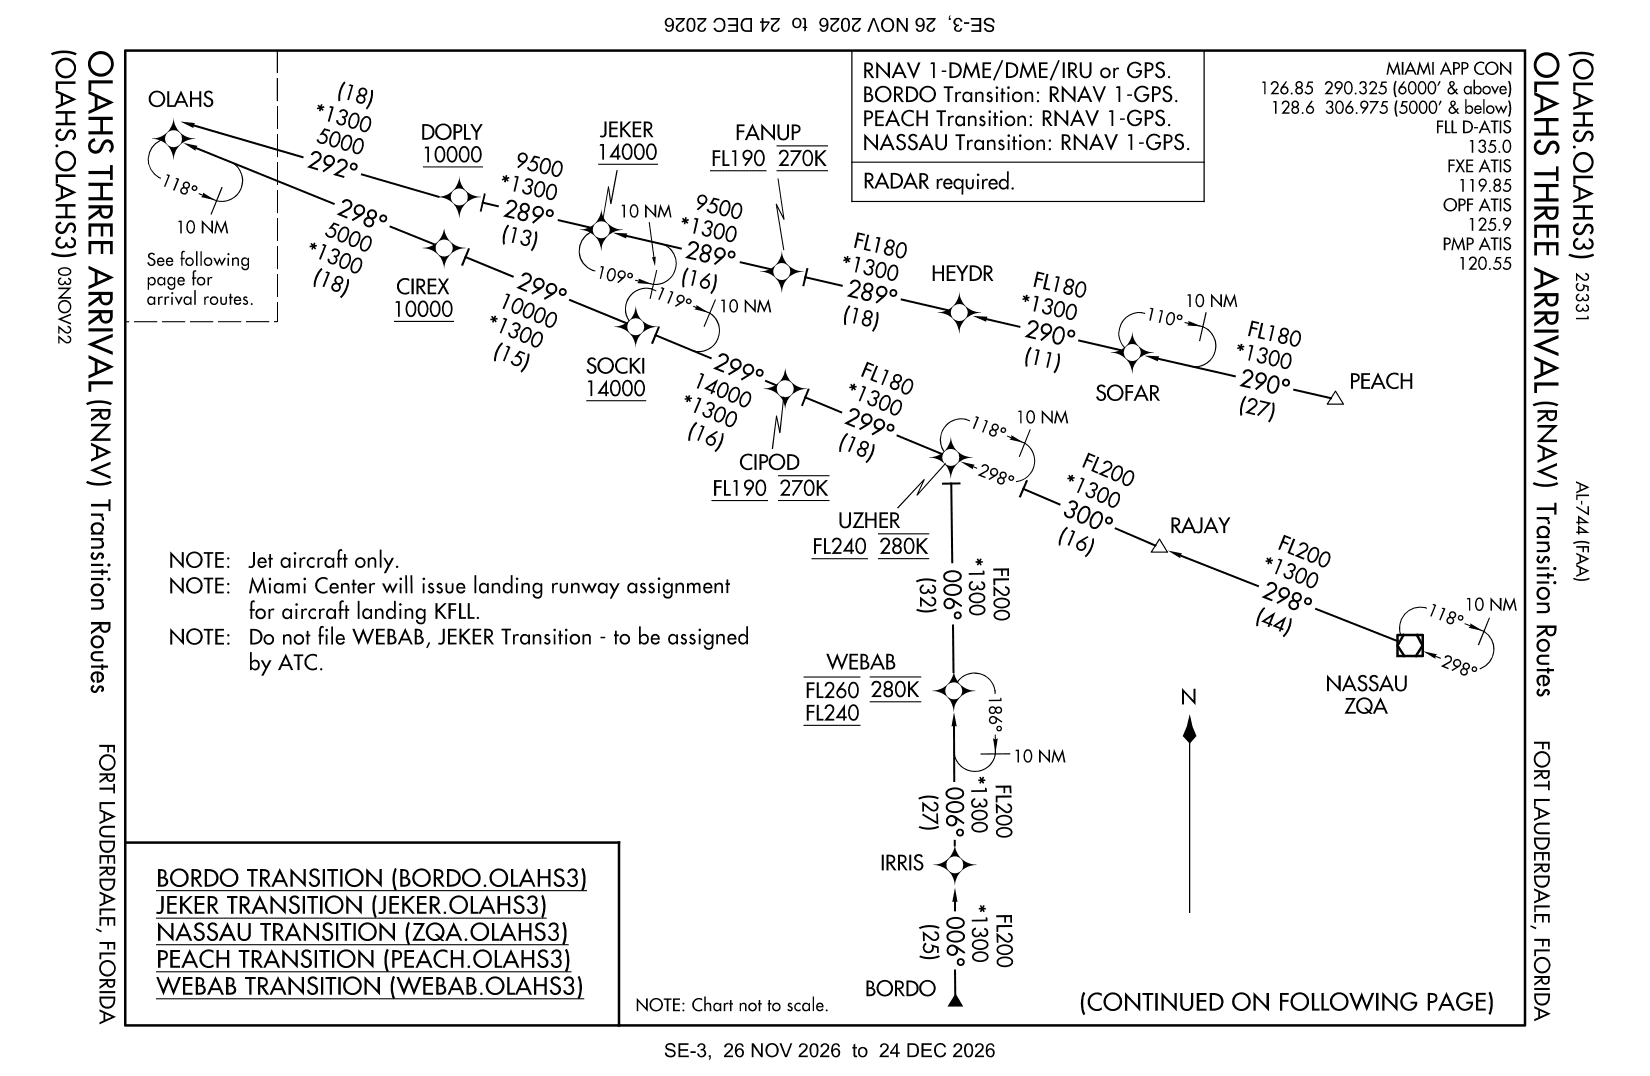 SE-3, 26 NOV 2026 to 24 DEC 2026
(OLAHS.OLAHS3) 03NOV22
OLAHS THREE ARRIVAL (RNAV) Transition Routes
FORT LAUDERDALE, FLORIDA
(OLAHS.OLAHS3) 25331
AL-744 (FAA)
OLAHS THREE ARRIVAL (RNAV) Transition Routes
FORT LAUDERDALE, FLORIDA
RNAV 1-DME/DME/IRU or GPS.
BORDO Transition: RNAV 1-GPS.
PEACH Transition: RNAV 1-GPS.
NASSAU Transition: RNAV 1-GPS.
RADAR required.
MIAMI APP CON
126.85 290.325 (6000' & above)
128.6 306.975 (5000' & below)
FLL D-ATIS
135.0
FXE ATIS
119.85
OPF ATIS
125.9
PMP ATIS
120.55
OLAHS
118°
10 NM
See following
page for
arrival routes.
(18)
*1300
5000
292°
DOPLY
10000
9500
*1300
289°
(13)
JEKER
14000
10 NM
109°
9500
*1300
289°
(16)
FANUP
FL190 270K
FL180
*1300
289°
(18)
HEYDR
FL180
*1300
290°
(11)
10 NM
110°
SOFAR
FL180
*1300
290°
(27)
PEACH
298°
5000
*1300
(18)
CIREX
10000
299°
10000
*1300
(15)
119°
10 NM
SOCKI
14000
299°
14000
*1300
(16)
CIPOD
FL190 270K
FL180
*1300
299°
(18)
118°
10 NM
298°
UZHER
FL240 280K
FL200
*1300
300°
(16)
RAJAY
FL200
*1300
298°
(44)
118°
10 NM
298°
NASSAU
ZQA
FL200
*1300
006°
(32)
WEBAB
FL260 280K
FL240
186°
10 NM
FL200
*1300
006°
(27)
IRRIS
FL200
*1300
006°
(25)
BORDO
N
NOTE: Jet aircraft only.
NOTE: Miami Center will issue landing runway assignment
for aircraft landing KFLL.
NOTE: Do not file WEBAB, JEKER Transition - to be assigned
by ATC.
BORDO TRANSITION (BORDO.OLAHS3)
JEKER TRANSITION (JEKER.OLAHS3)
NASSAU TRANSITION (ZQA.OLAHS3)
PEACH TRANSITION (PEACH.OLAHS3)
WEBAB TRANSITION (WEBAB.OLAHS3)
NOTE: Chart not to scale.
(CONTINUED ON FOLLOWING PAGE)
SE-3, 26 NOV 2026 to 24 DEC 2026